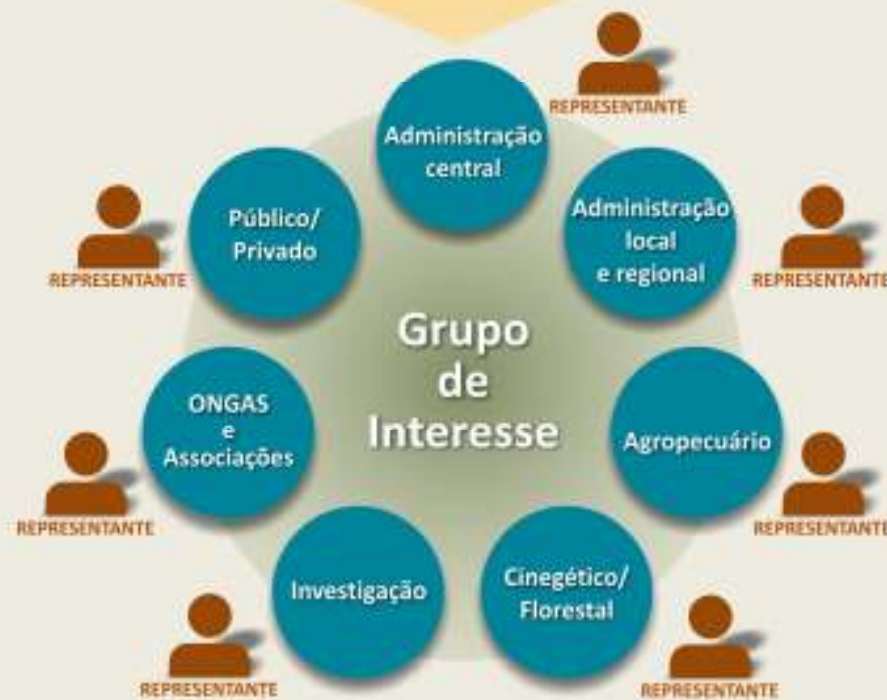 REPRESENTANTE
Administração
central
Público/
Privado
Administração
local
e regional
REPRESENTANTE
REPRESENTANTE
Grupo
de
Interesse
ONGAS
e
Associações
Agropecuário
REPRESENTANTE
REPRESENTANTE
Investigação
Cinegético/
Florestal
REPRESENTANTE
REPRESENTANTE